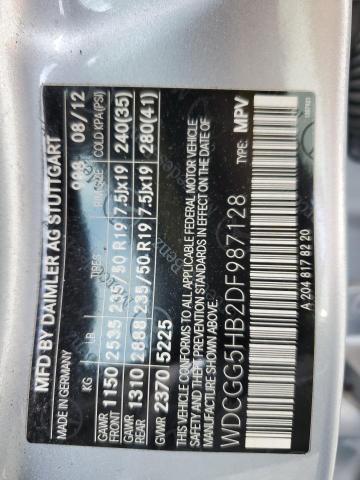 MFD BY DAIMLER AG STUTTGART
MADE IN GERMANY
988 08/12
KG LB TIRES RIM SIZE COLD KPA (PSI)
GAWR FRONT 1150 2535 235/50 R19 7.5Jx19 240(35)
GAWR REAR 1310 2888 235/50 R19 7.5Jx19 280(41)
GVWR 2370 5225
THIS VEHICLE CONFORMS TO ALL APPLICABLE FEDERAL MOTOR VEHICLE
SAFETY AND THEFT PREVENTION STANDARDS IN EFFECT ON THE DATE OF
MANUFACTURE SHOWN ABOVE.
WDCGG5HB2DF987128 TYPE: MPV
A 204 817 82 20